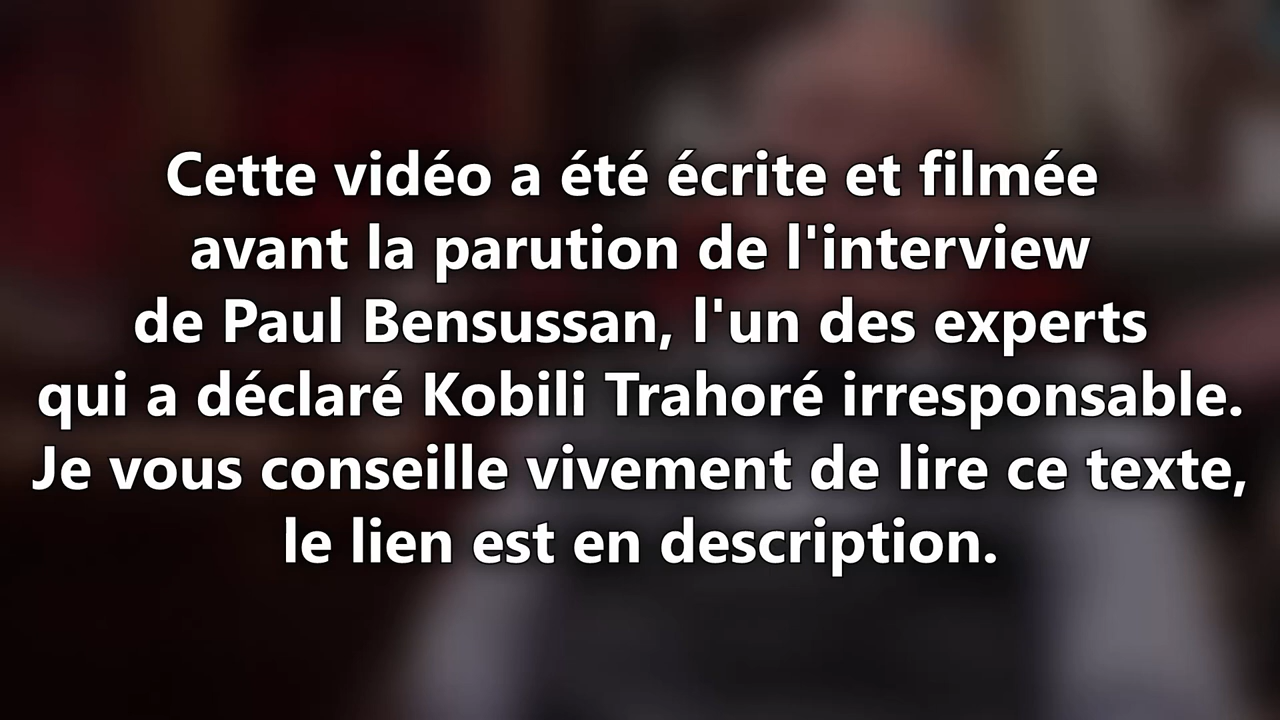 Cette vidéo a été écrite et filmée
avant la parution de l'interview
de Paul Bensussan, l'un des experts
qui a déclaré Kobili Trahoré irresponsable.
Je vous conseille vivement de lire ce texte,
le lien est en description.